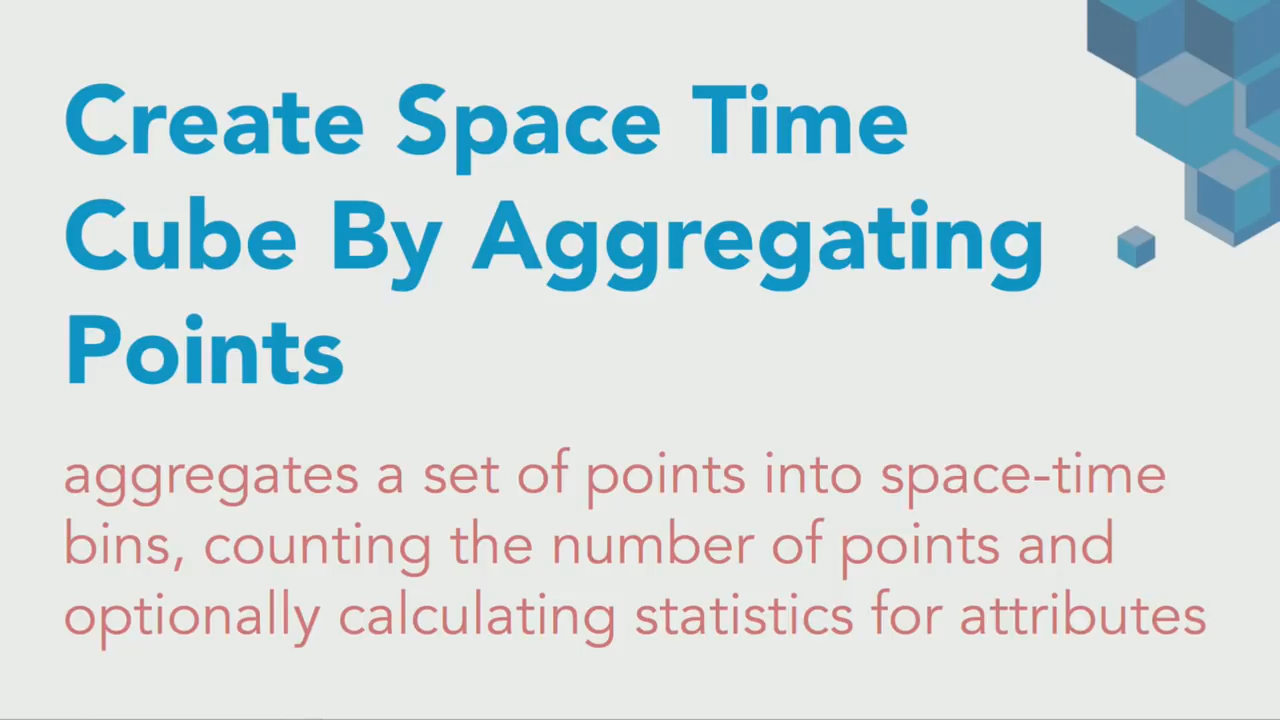 Create Space Time
Cube By Aggregating
Points
aggregates a set of points into space-time
bins, counting the number of points and
optionally calculating statistics for attributes